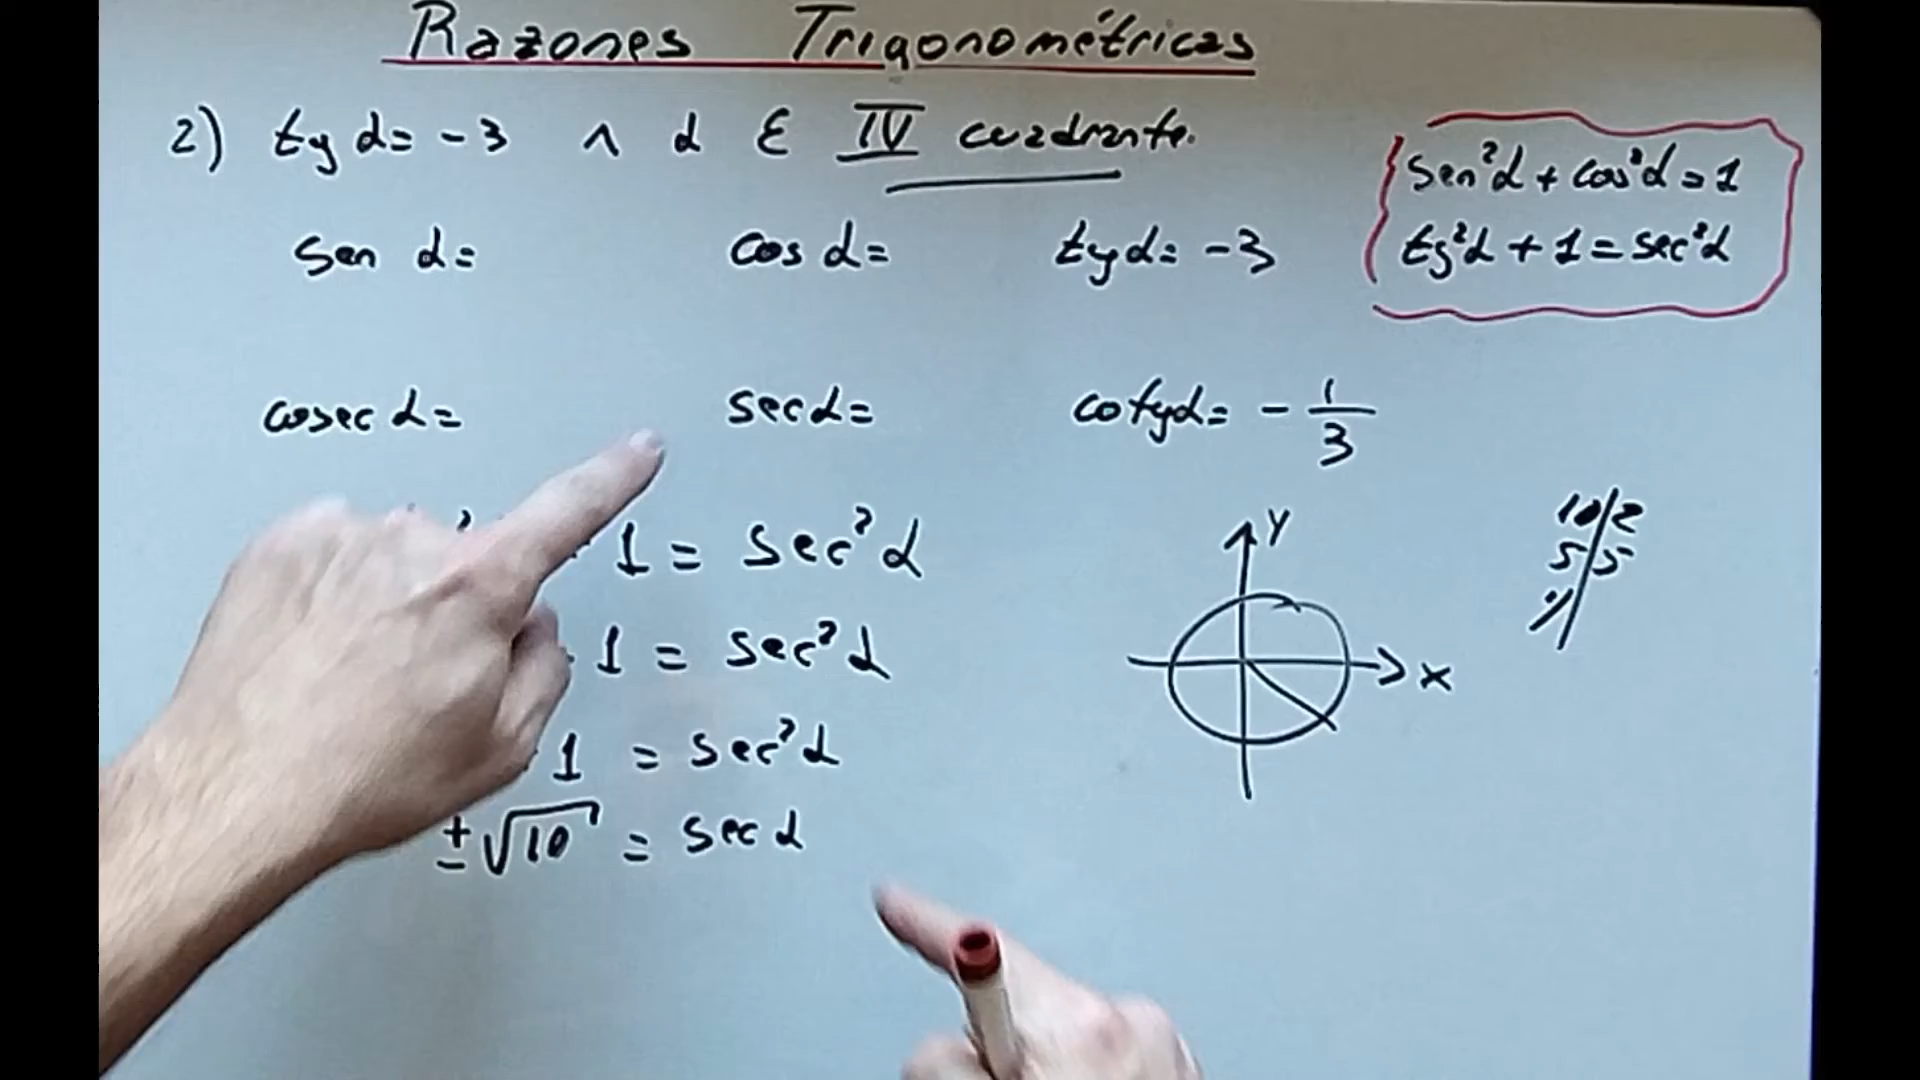 Razones Trigonométricas
2) tg α = -3 ∧ α ∈ IV cuadrante.
sen²α + cos²α = 1
tg²α + 1 = sec²α
sen α =
cos α =
tg α = -3
cosec α =
sec α =
cotg α = - 1/3
1 = sec²α
1 = sec²α
1 = sec²α
± √10 = sec α
y
x
10 2
5 5
1